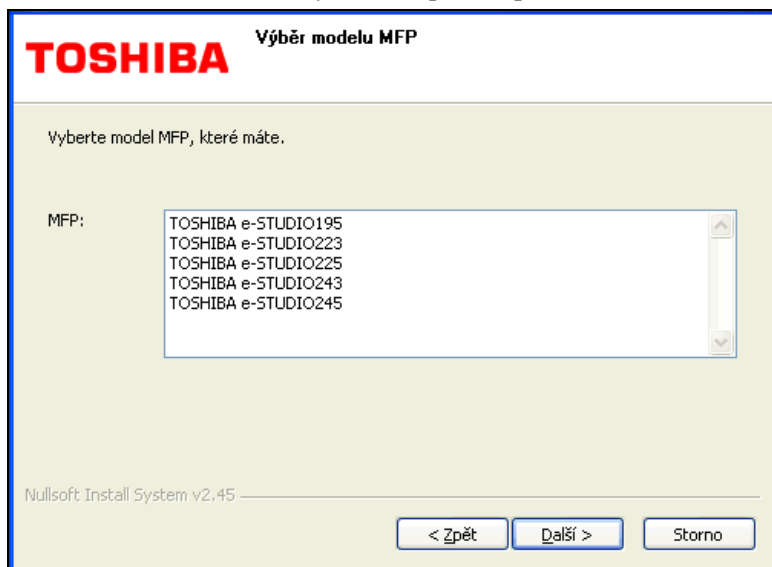 TOSHIBA
Výběr modelu MFP
Vyberte model MFP, které máte.
MFP:
TOSHIBA e-STUDIO195
TOSHIBA e-STUDIO223
TOSHIBA e-STUDIO225
TOSHIBA e-STUDIO243
TOSHIBA e-STUDIO245
Nullsoft Install System v2.45
< Zpět
Další >
Storno